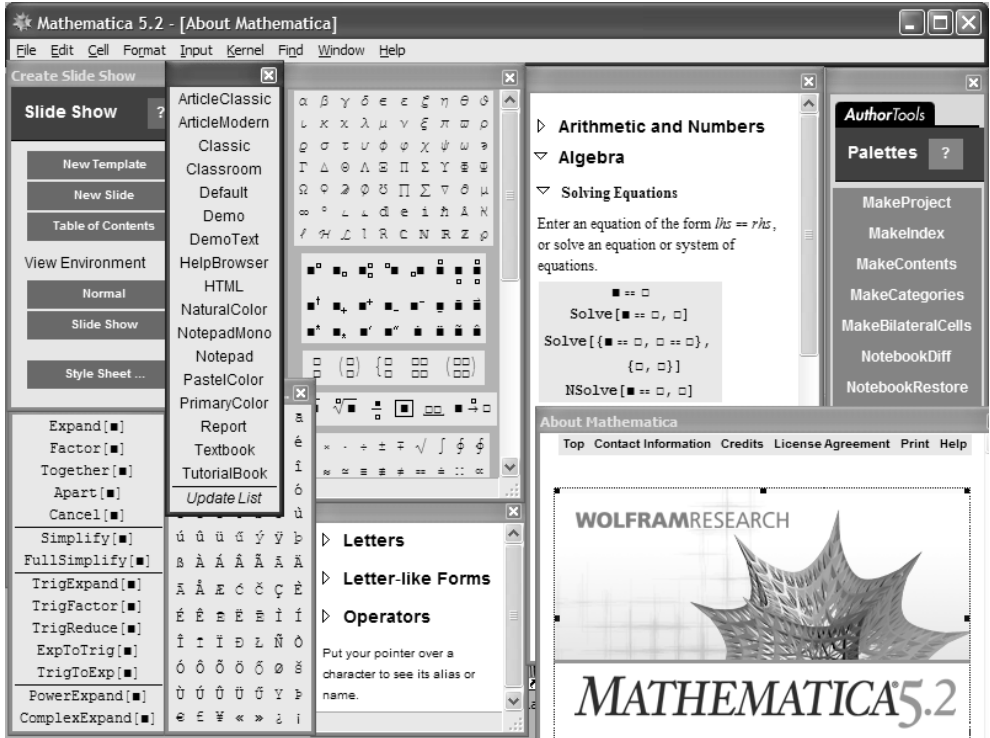 Mathematica 5.2 - [About Mathematica]
File Edit Cell Format Input Kernel Find Window Help
Create Slide Show
Slide Show ?
New Template
New Slide
Table of Contents
View Environment
Normal
Slide Show
Style Sheet ...
Expand[■]
Factor[■]
Together[■]
Apart[■]
Cancel[■]
Simplify[■]
FullSimplify[■]
TrigExpand[■]
TrigFactor[■]
TrigReduce[■]
ExpToTrig[■]
TrigToExp[■]
PowerExpand[■]
ComplexExpand[■]
ArticleClassic
ArticleModern
Classic
Classroom
Default
Demo
DemoText
HelpBrowser
HTML
NaturalColor
NotepadMono
Notepad
PastelColor
PrimaryColor
Report
Textbook
TutorialBook
Update List
α β γ δ ϵ ε ζ η θ ϑ
ι κ ϰ λ μ ν ξ π ϖ ρ
ϱ σ τ υ ϕ φ χ ψ ω
Γ Δ Θ Λ Ξ Π Σ Υ Φ Ψ
× · ÷ ± ∓ √ ∫ ∮ ∮
ú û ü ű ý ÿ þ
ß À Á Â Ã Ä
Ó Ô Õ Ö Ő Ø š
€ £ ¥ « » ¿ ¡
Arithmetic and Numbers
Algebra
Solving Equations
Enter an equation of the form lhs == rhs,
or solve an equation or system of
equations.
■ == □
Solve[■ == □, □]
Solve[{■ == □, □ == □},
{□, □}]
NSolve[■ == □, □]
Letters
Letter-like Forms
Operators
Put your pointer over a
character to see its alias or
name.
AuthorTools
Palettes ?
MakeProject
MakeIndex
MakeContents
MakeCategories
MakeBilateralCells
NotebookDiff
NotebookRestore
About Mathematica
Top Contact Information Credits License Agreement Print Help
WOLFRAMRESEARCH
MATHEMATICA 5.2